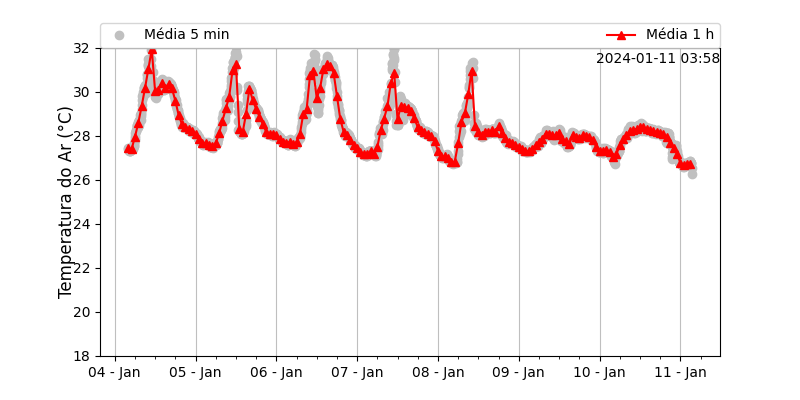 Média 5 min
Média 1 h
2024-01-11 03:58
Temperatura do Ar (°C)
32
30
28
26
24
22
20
18
04 - Jan
05 - Jan
06 - Jan
07 - Jan
08 - Jan
09 - Jan
10 - Jan
11 - Jan